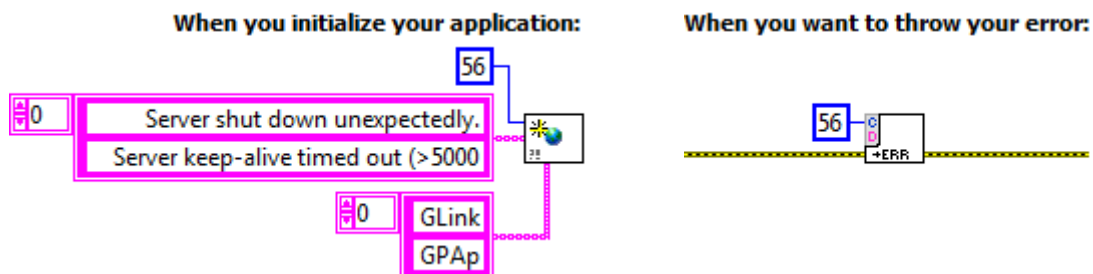 When you initialize your application:
When you want to throw your error:
56
0
Server shut down unexpectedly.
Server keep-alive timed out (>5000
0
GLink
GPAp
56
C
D
+ERR